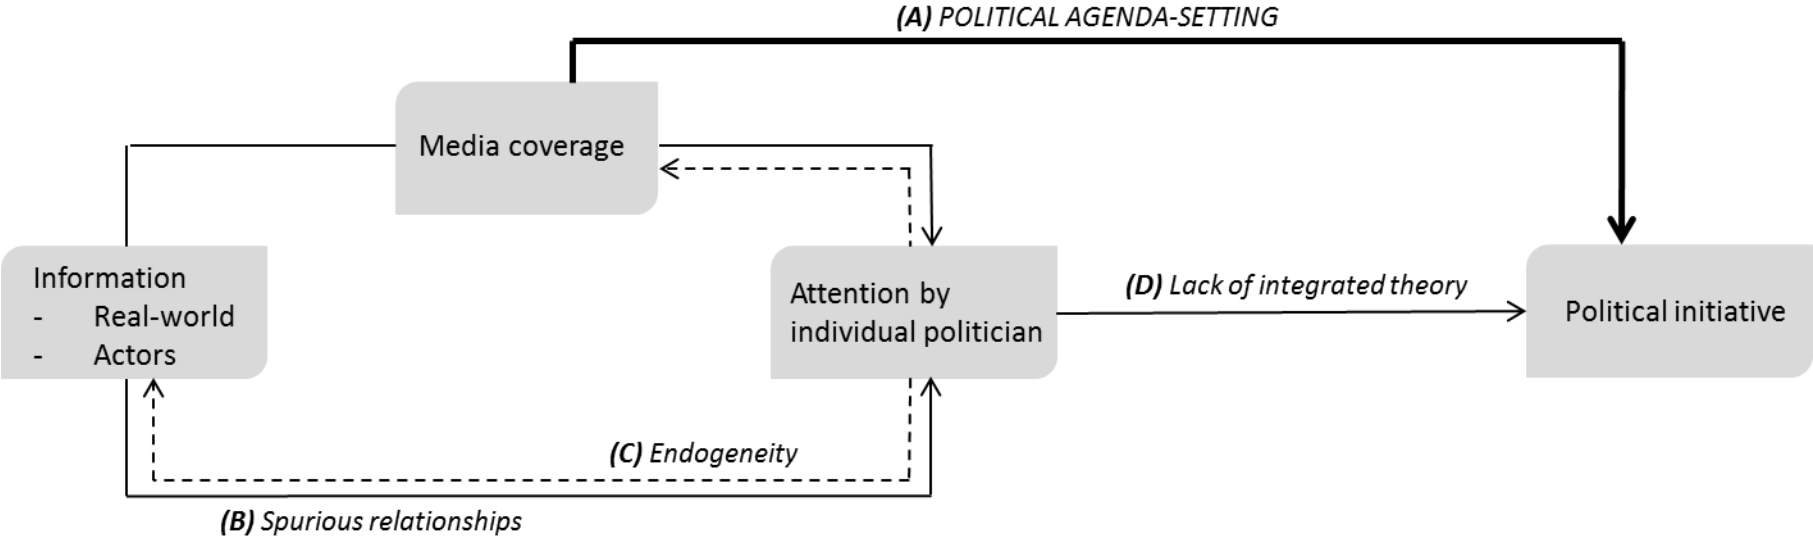 (A) POLITICAL AGENDA-SETTING
Media coverage
Information
- Real-world
- Actors
Attention by
individual politician
(D) Lack of integrated theory
Political initiative
(C) Endogeneity
(B) Spurious relationships